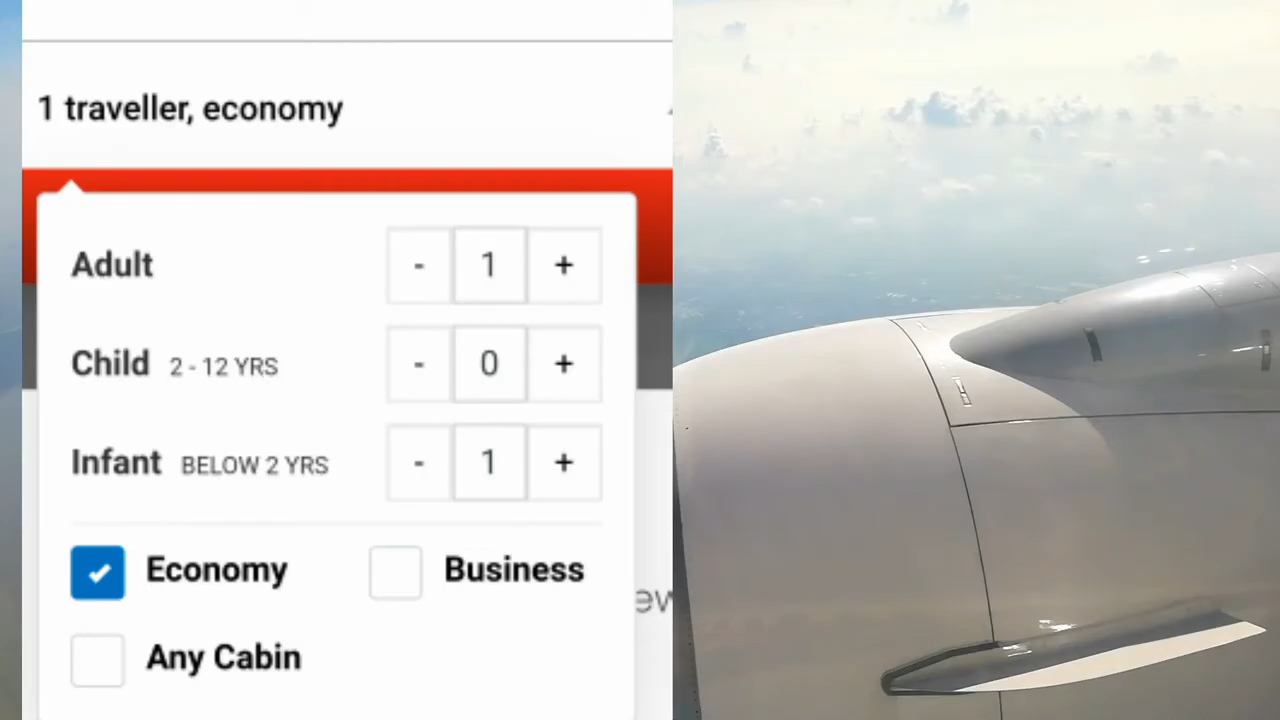 1 traveller, economy
Adult - 1 +
Child 2 - 12 YRS - 0 +
Infant BELOW 2 YRS - 1 +
Economy Business
Any Cabin